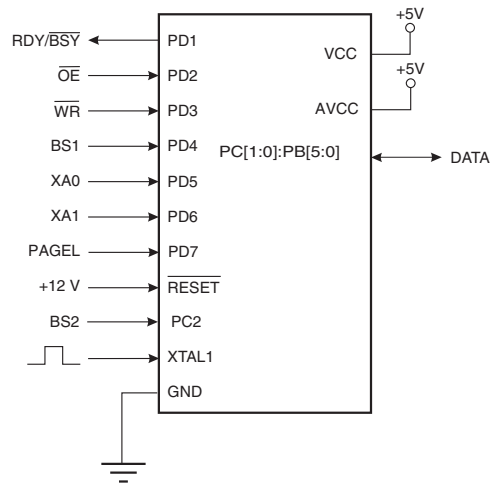 +5V
RDY/BSY PD1
VCC
OE PD2
+5V
WR PD3
AVCC
BS1 PD4
PC[1:0]:PB[5:0]
DATA
XA0 PD5
XA1 PD6
PAGEL PD7
+12 V RESET
BS2 PC2
XTAL1
GND